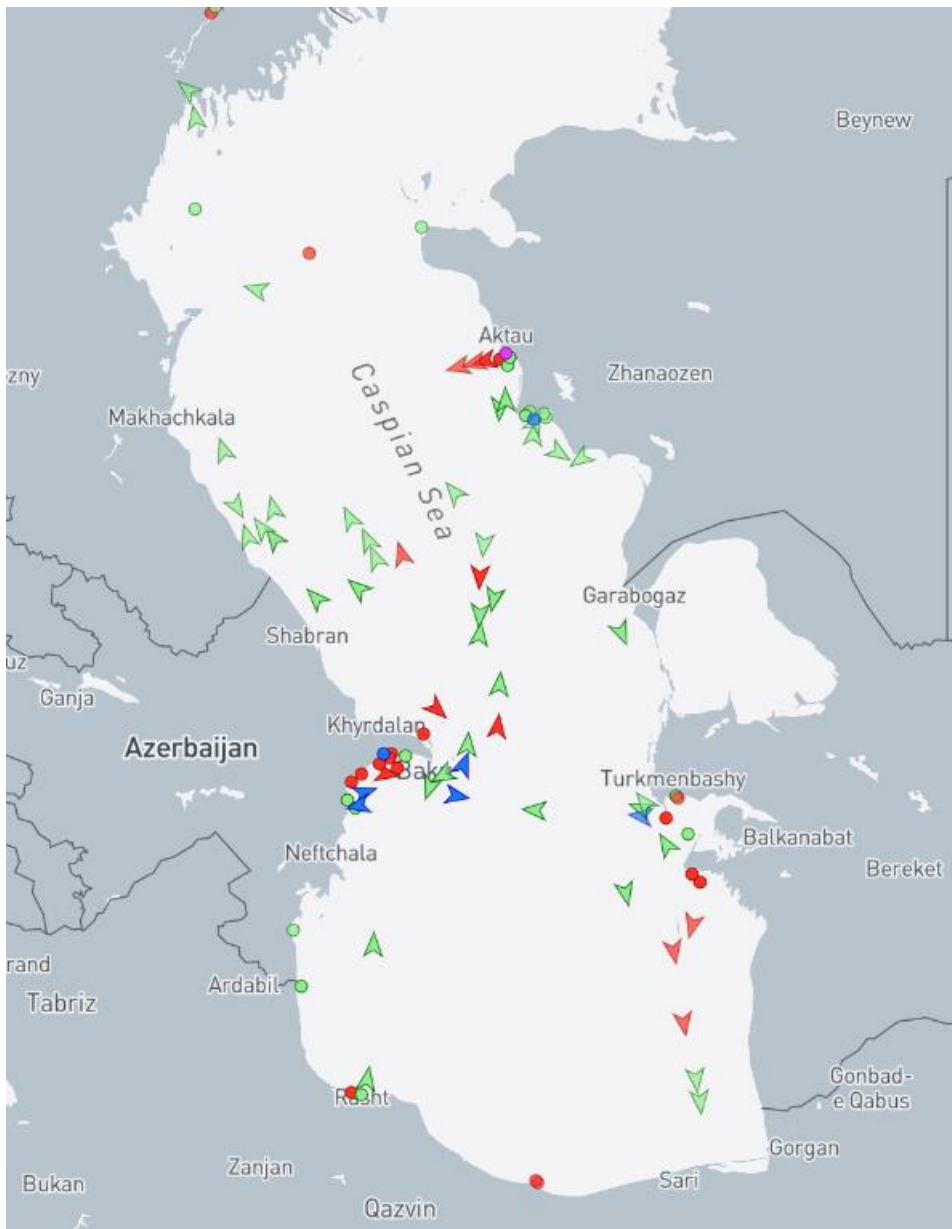 Beynew
Aktau
Zhanaozen
ozny
Makhachkala
Caspian Sea
Garabogaz
Shabran
uz
Ganja
Khyrdalan
Azerbaijan
Turkmenbashy
Balkanabat
Neftchala
Bereket
rand
Ardabil
Tabriz
Rasht
Gonbad-
e Qabus
Gorgan
Zanjan
Sari
Bukan
Qazvin